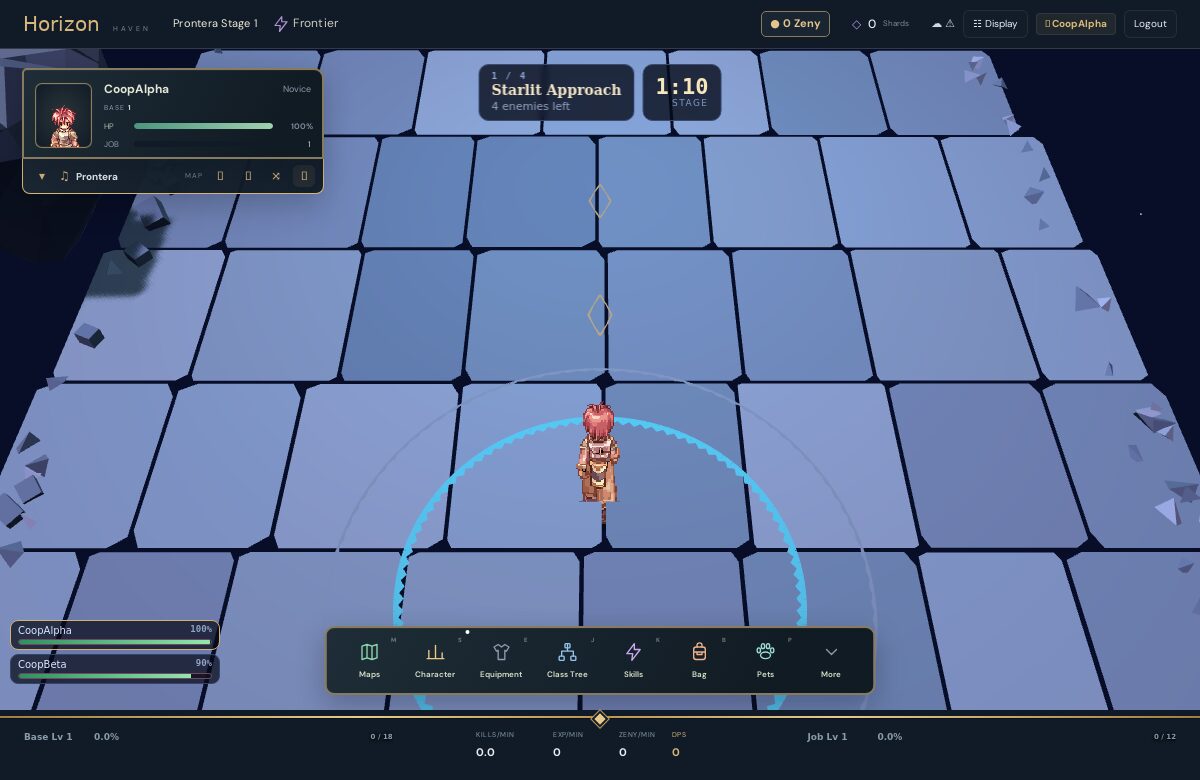 Horizon HAVEN Prontera Stage 1 Frontier 0 Zeny 0 Shards Display CoopAlpha Logout
CoopAlpha Novice
BASE 1
HP 100%
JOB 1
Prontera MAP
1 / 4
Starlit Approach
4 enemies left
1:10
STAGE
CoopAlpha 100%
CoopBeta 90%
M S E J K B P
Maps Character Equipment Class Tree Skills Bag Pets More
Base Lv 1 0.0% 0 / 18
KILLS/MIN EXP/MIN ZENY/MIN DPS
0.0 0 0 0
Job Lv 1 0.0% 0 / 12